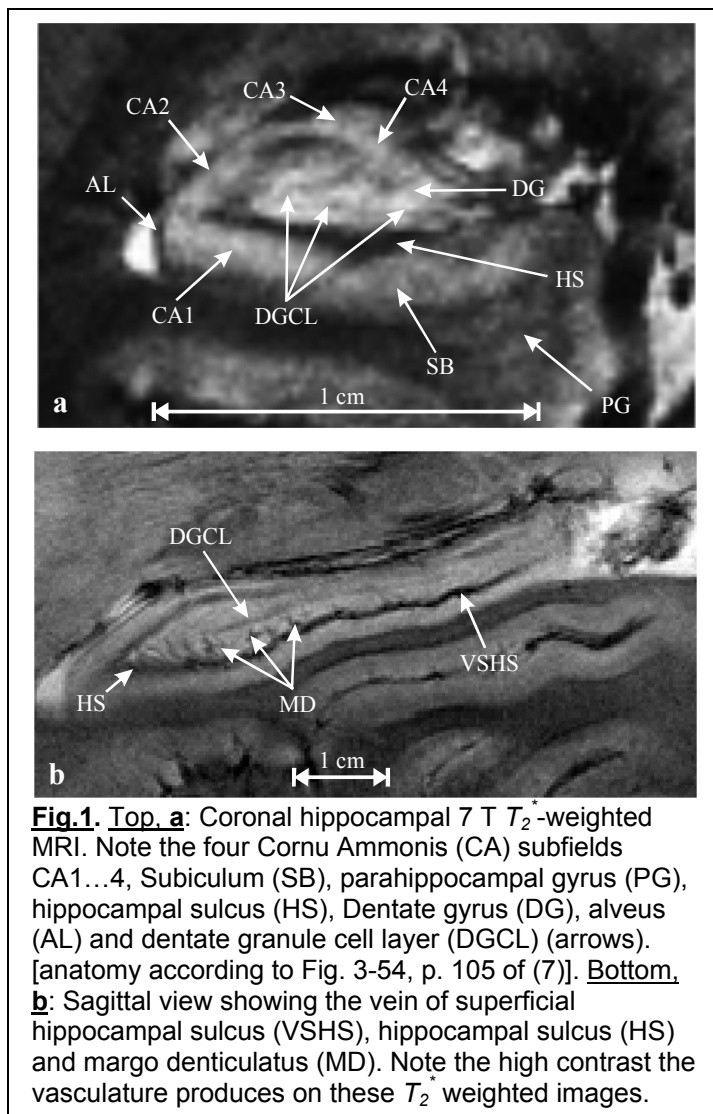 CA3
CA4
CA2
AL
DG
HS
CA1
DGCL
SB
1 cm
PG
a
DGCL
VSHS
HS
MD
1 cm
b
Fig.1. Top, a: Coronal hippocampal 7 T T₂*-weighted
MRI. Note the four Cornu Ammonis (CA) subfields
CA1…4, Subiculum (SB), parahippocampal gyrus (PG),
hippocampal sulcus (HS), Dentate gyrus (DG), alveus
(AL) and dentate granule cell layer (DGCL) (arrows).
[anatomy according to Fig. 3-54, p. 105 of (7)]. Bottom,
b: Sagittal view showing the vein of superficial
hippocampal sulcus (VSHS), hippocampal sulcus (HS)
and margo denticulatus (MD). Note the high contrast the
vasculature produces on these T₂* weighted images.